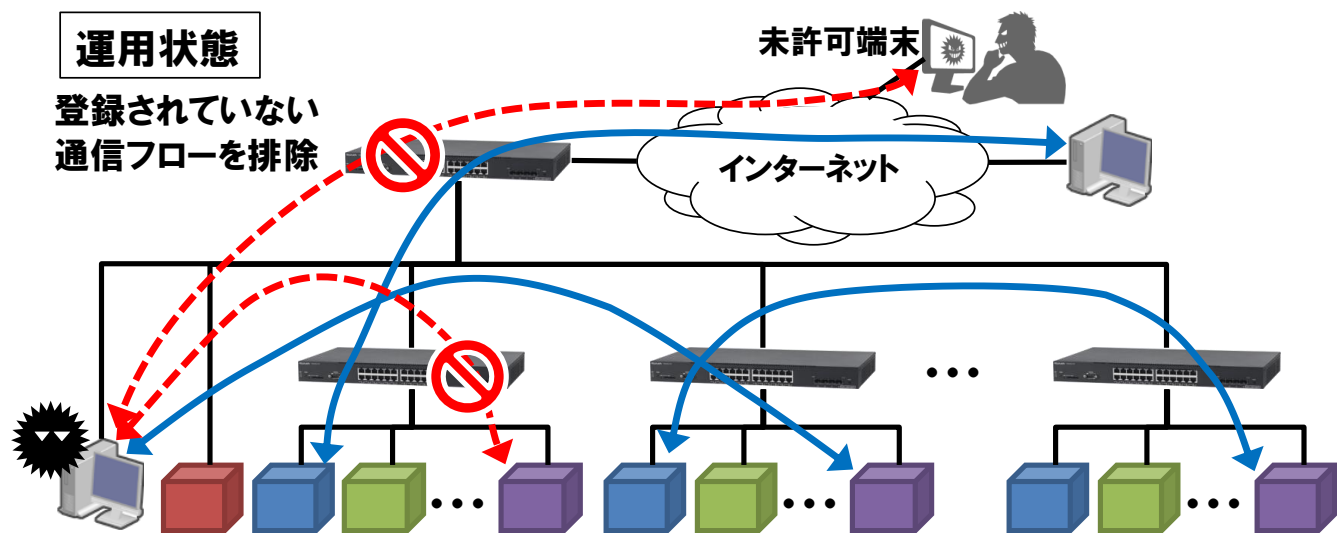 運用状態
登録されていない
通信フローを排除
未許可端末
インターネット